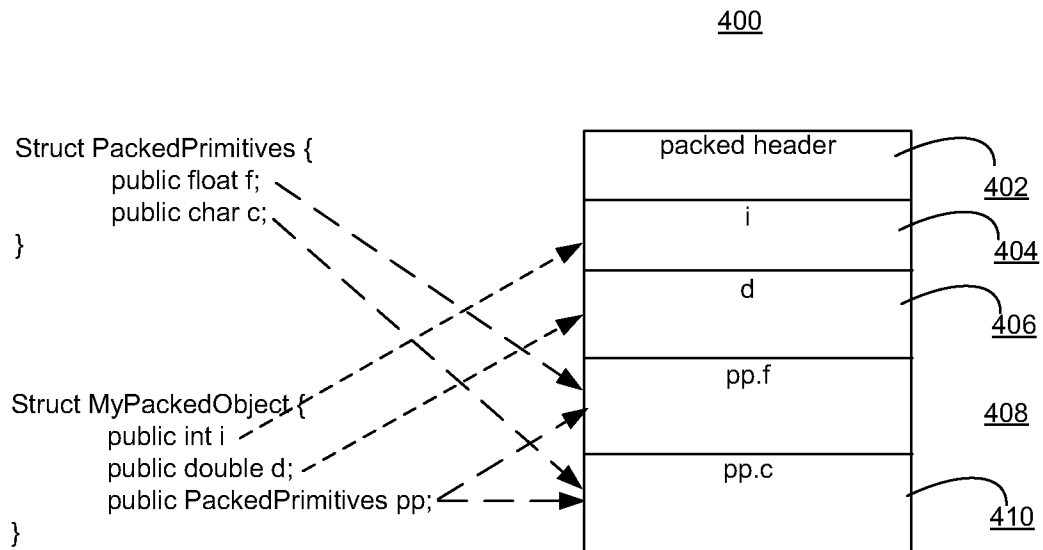 400
Struct PackedPrimitives {
public float f;
public char c;
}
Struct MyPackedObject {
public int i
public double d;
public PackedPrimitives pp;
}
packed header
402
i
404
d
406
pp.f
408
pp.c
410